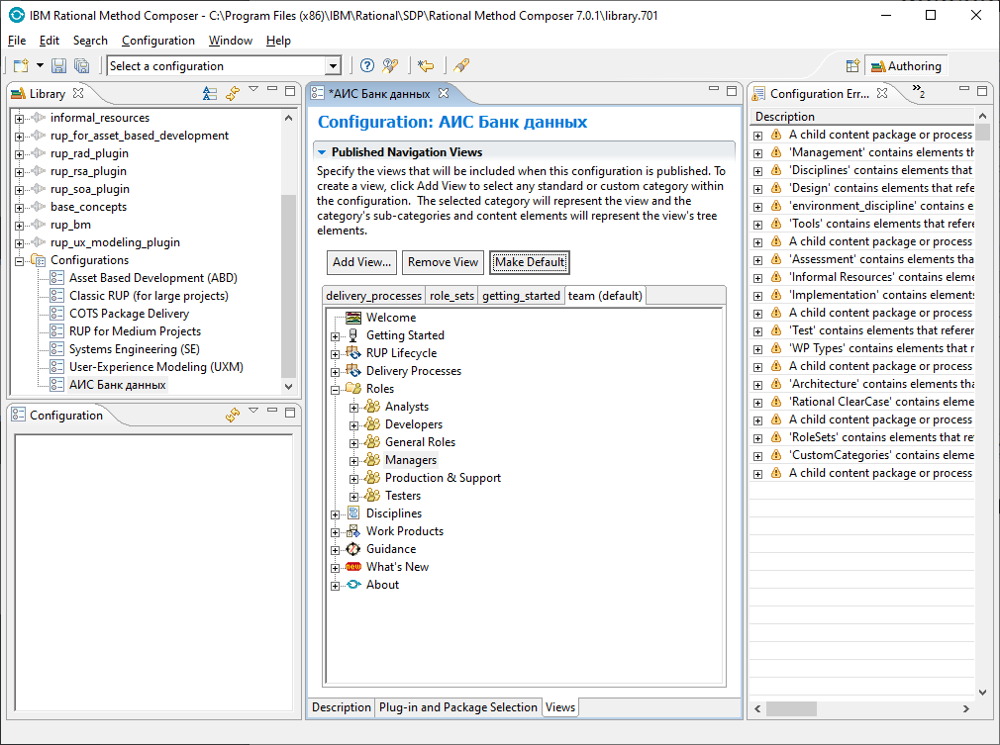 IBM Rational Method Composer - C:\Program Files (x86)\IBM\Rational\SDP\Rational Method Composer 7.0.1\library.701
File Edit Search Configuration Window Help
Select a configuration
Authoring
Library
informal_resources
rup_for_asset_based_development
rup_rad_plugin
rup_rsa_plugin
rup_soa_plugin
base_concepts
rup_bm
rup_ux_modeling_plugin
Configurations
Asset Based Development (ABD)
Classic RUP (for large projects)
COTS Package Delivery
RUP for Medium Projects
Systems Engineering (SE)
User-Experience Modeling (UXM)
АИС Банк данных
Configuration
*АИС Банк данных
Configuration: АИС Банк данных
Published Navigation Views
Specify the views that will be included when this configuration is published. To
create a view, click Add View to select any standard or custom category within
the configuration. The selected category will represent the view and the
category's sub-categories and content elements will represent the view's tree
elements.
Add View... Remove View Make Default
delivery_processes role_sets getting_started team (default)
Welcome
Getting Started
RUP Lifecycle
Delivery Processes
Roles
Analysts
Developers
General Roles
Managers
Production & Support
Testers
Disciplines
Work Products
Guidance
What's New
About
Description Plug-in and Package Selection Views
Configuration Err... »2
Description
A child content package or process
'Management' contains elements th
'Disciplines' contains elements that
'Design' contains elements that refe
'environment_discipline' contains e
'Tools' contains elements that refere
A child content package or process
'Assessment' contains elements that
'Informal Resources' contains eleme
'Implementation' contains elements
A child content package or process
'Test' contains elements that referen
'WP Types' contains elements that r
A child content package or process
'Architecture' contains elements that
'Rational ClearCase' contains eleme
A child content package or process
'RoleSets' contains elements that re
'CustomCategories' contains eleme
A child content package or process